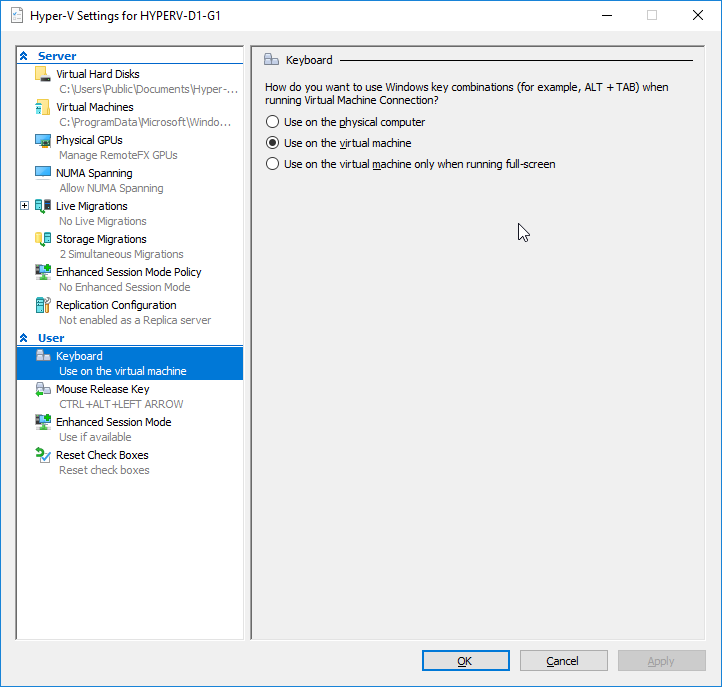 Hyper-V Settings for HYPERV-D1-G1
Server
Virtual Hard Disks
C:\Users\Public\Documents\Hyper-...
Virtual Machines
C:\ProgramData\Microsoft\Windo...
Physical GPUs
Manage RemoteFX GPUs
NUMA Spanning
Allow NUMA Spanning
Live Migrations
No Live Migrations
Storage Migrations
2 Simultaneous Migrations
Enhanced Session Mode Policy
No Enhanced Session Mode
Replication Configuration
Not enabled as a Replica server
User
Keyboard
Use on the virtual machine
Mouse Release Key
CTRL+ALT+LEFT ARROW
Enhanced Session Mode
Use if available
Reset Check Boxes
Reset check boxes
Keyboard
How do you want to use Windows key combinations (for example, ALT + TAB) when
running Virtual Machine Connection?
Use on the physical computer
Use on the virtual machine
Use on the virtual machine only when running full-screen
OK
Cancel
Apply